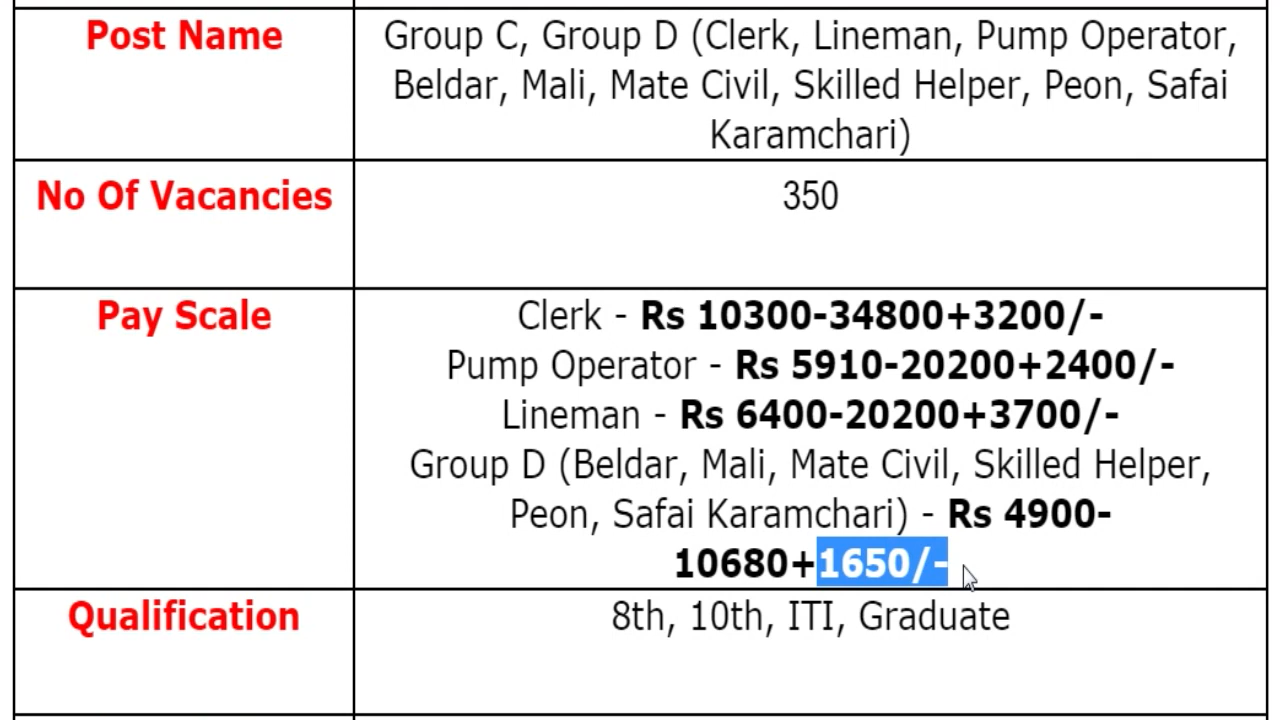 Post Name
Group C, Group D (Clerk, Lineman, Pump Operator,
Beldar, Mali, Mate Civil, Skilled Helper, Peon, Safai
Karamchari)
No Of Vacancies
350
Pay Scale
Clerk - Rs 10300-34800+3200/-
Pump Operator - Rs 5910-20200+2400/-
Lineman - Rs 6400-20200+3700/-
Group D (Beldar, Mali, Mate Civil, Skilled Helper,
Peon, Safai Karamchari) - Rs 4900-
10680+1650/-
Qualification
8th, 10th, ITI, Graduate